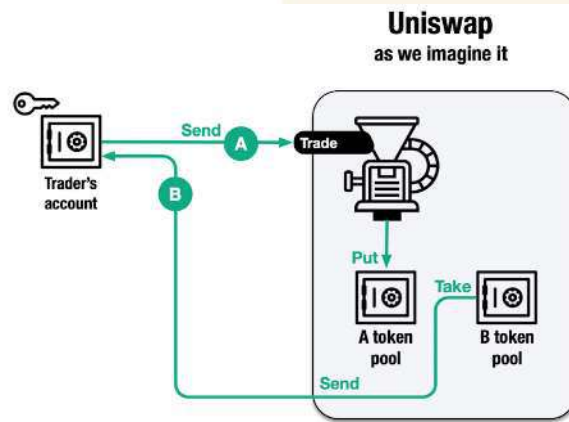 Uniswap
as we imagine it
Send
A
Trade
B
Trader's
account
Put
Take
A token
pool
B token
pool
Send